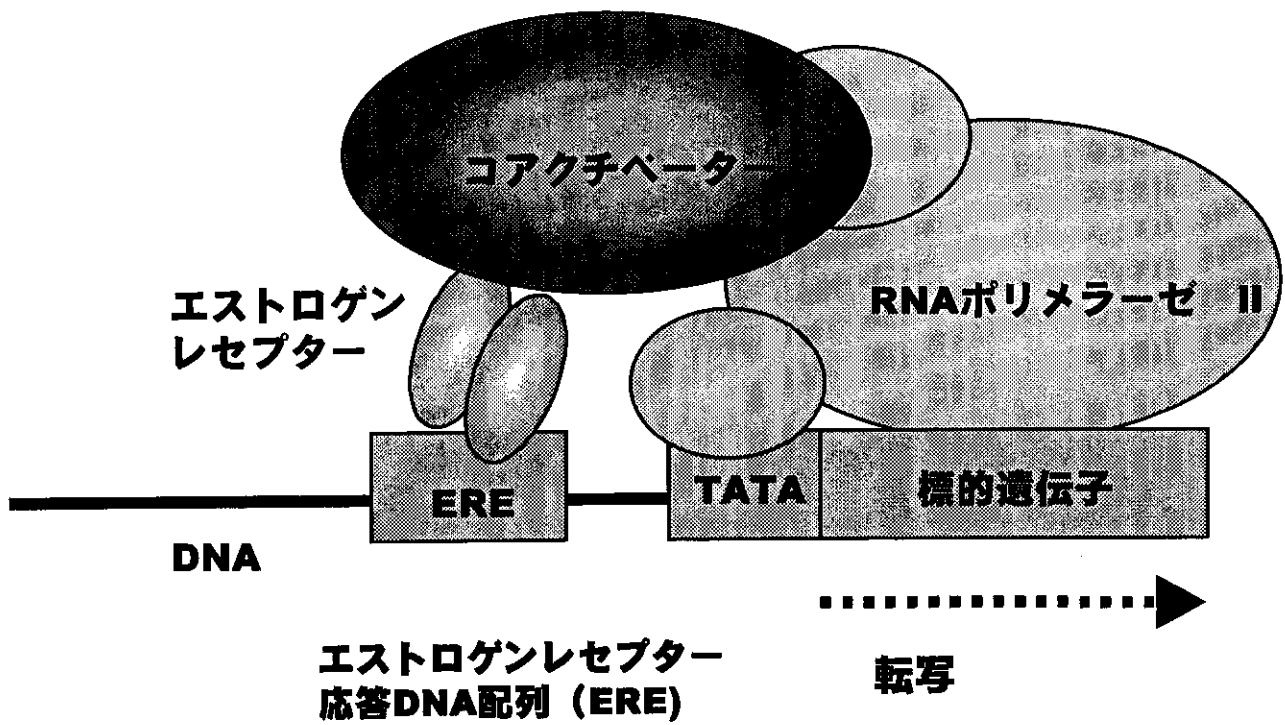 コアクチベーター
エストロゲン
レセプター
RNAポリメラーゼ II
ERE
TATA
標的遺伝子
DNA
エストロゲンレセプター
応答DNA配列（ERE)
転写